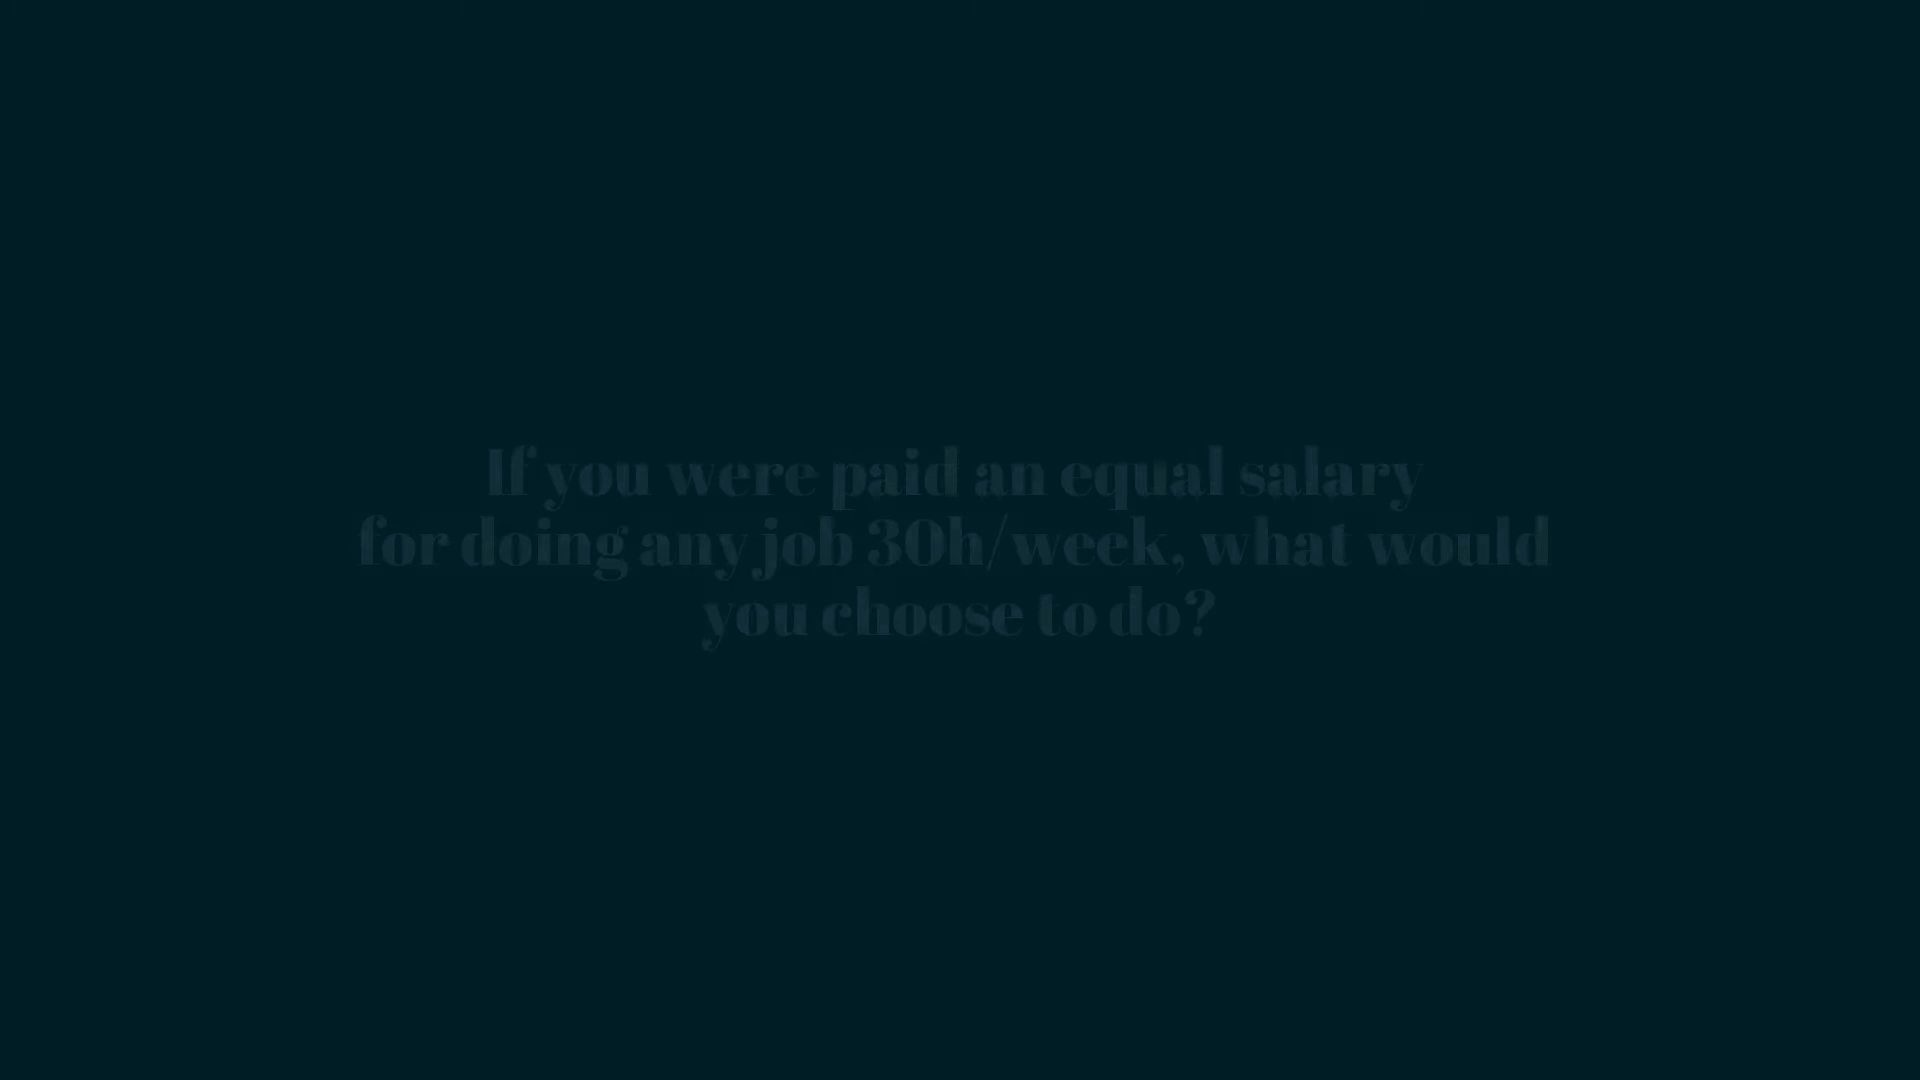 If you were paid an equal salary
for doing any job 30h/week, what would
you choose to do?